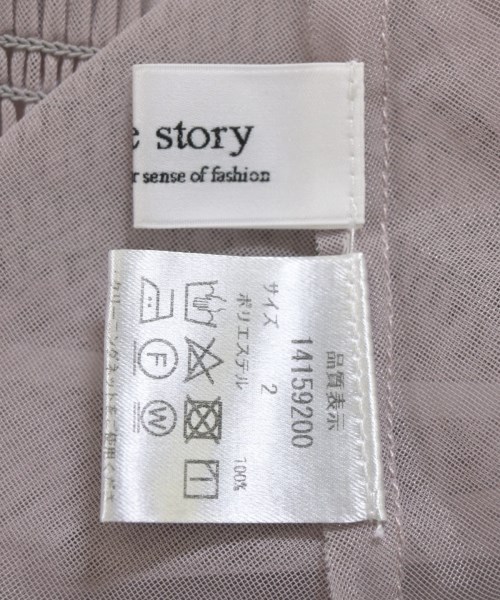 story
sense of fashion
品質表示
14159200
サイズ 2
ポリエステル 100%
F
W